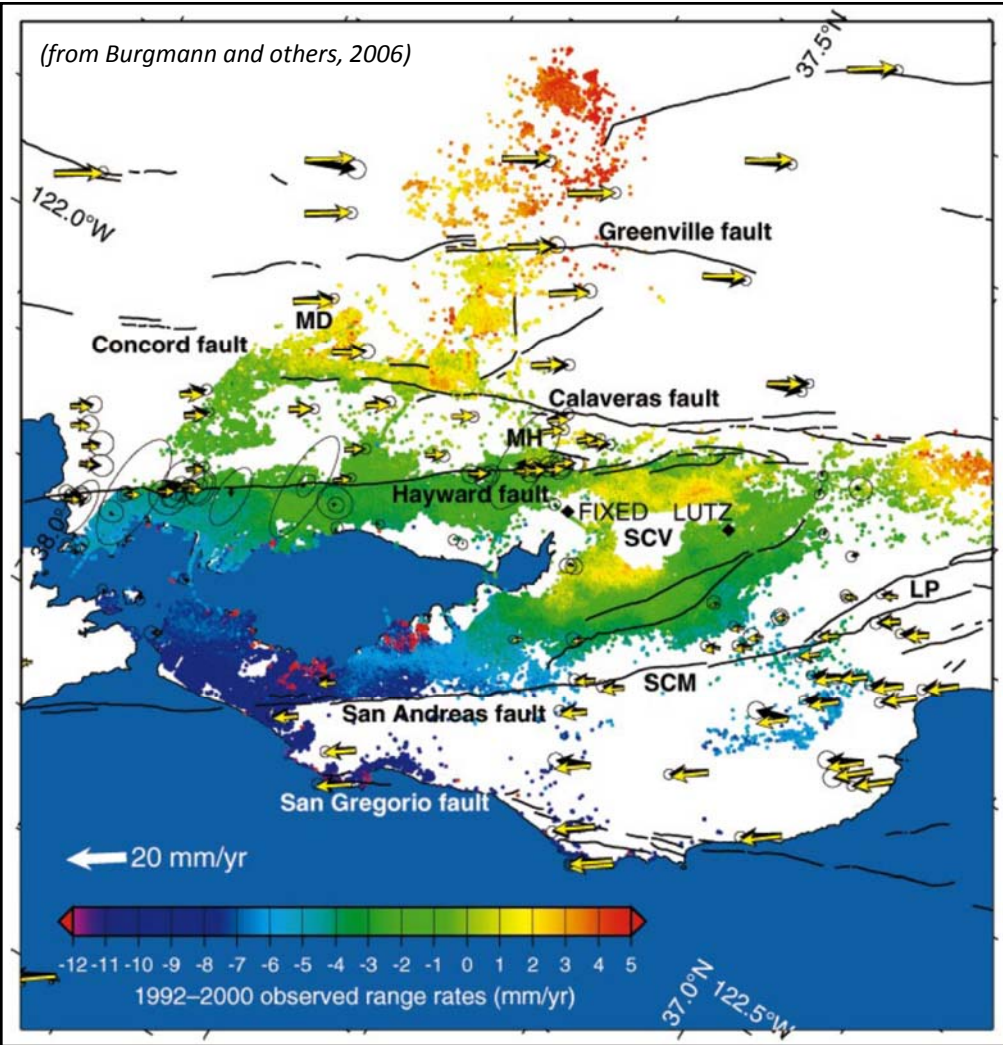 (from Burgmann and others, 2006)
37.5°N
122.0°W
Greenville fault
MD
Concord fault
Calaveras fault
MH
Hayward fault
FIXED LUTZ
SCV
38.0°
LP
SCM
San Andreas fault
San Gregorio fault
20 mm/yr
-12 -11 -10 -9 -8 -7 -6 -5 -4 -3 -2 -1 0 1 2 3 4 5
1992–2000 observed range rates (mm/yr)
37.0°N
122.5°W